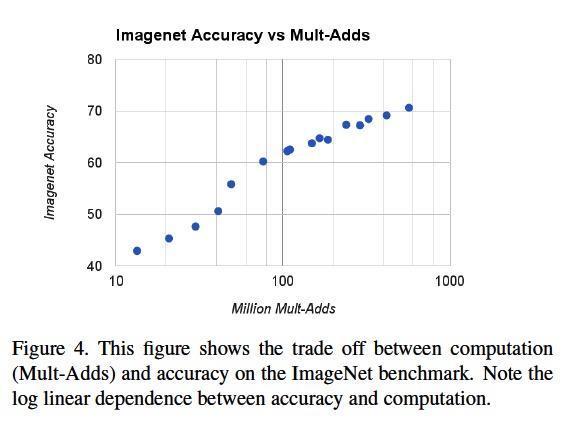 Imagenet Accuracy vs Mult-Adds
80
70
60
50
40
Imagenet Accuracy
10
100
1000
Million Mult-Adds
Figure 4. This figure shows the trade off between computation
(Mult-Adds) and accuracy on the ImageNet benchmark. Note the
log linear dependence between accuracy and computation.